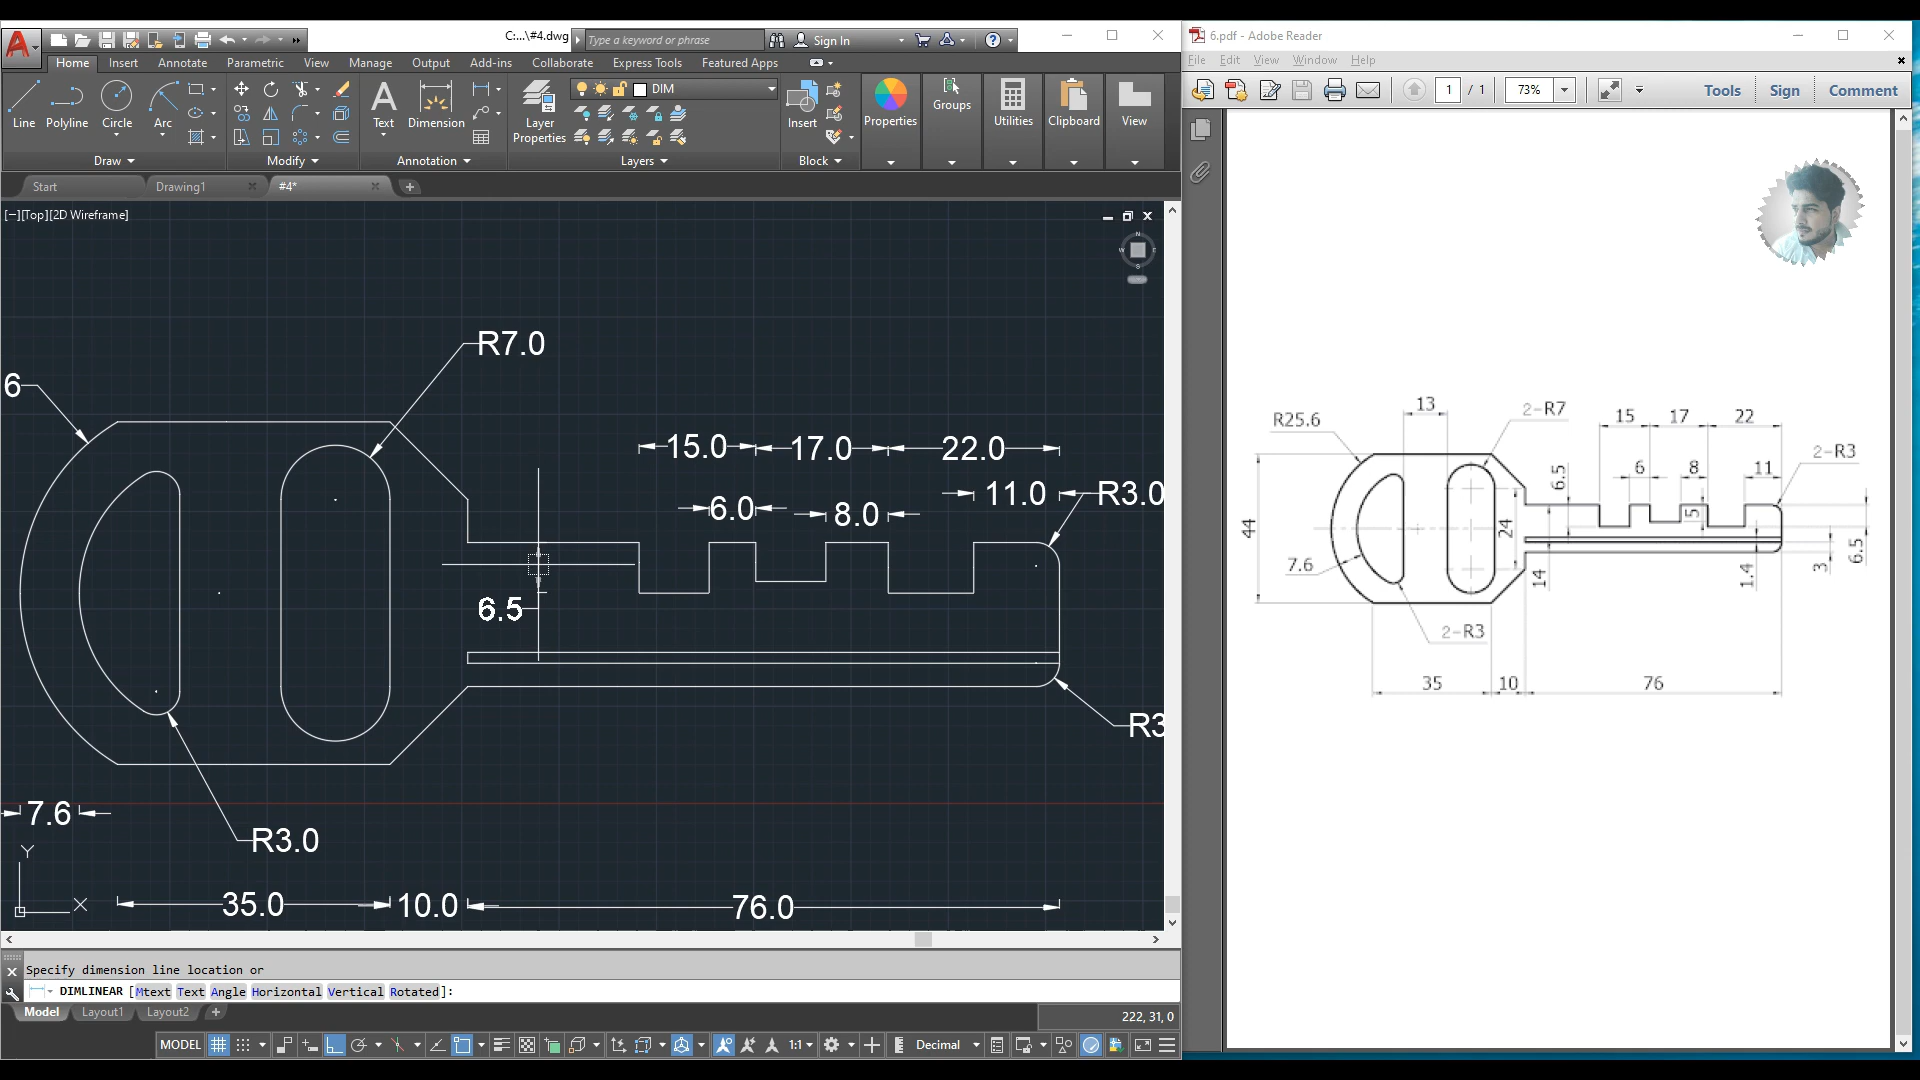 C:...\#4.dwg
Type a keyword or phrase
Sign In
6.pdf - Adobe Reader
Home Insert Annotate Parametric View Manage Output Add-ins Collaborate Express Tools Featured Apps
File Edit View Window Help
DIM
1 / 1
73%
Tools Sign Comment
Line Polyline Circle Arc
Text Dimension
Layer
Properties
Insert
Properties
Groups
Utilities
Clipboard
View
Draw Modify Annotation Layers Block
Start
Drawing1
#4*
[−][Top][2D Wireframe]
N
W
S
R7.0
6
15.0 17.0 22.0
11.0 R3.0
6.0 8.0
6.5
R3
7.6
R3.0
Y
X
35.0 10.0 76.0
R25.6
13
2-R7
15 17 22
2-R3
6.5
6 8 11
5
44
24
7.6
14
1.4
3
6.5
2-R3
35 10 76
Specify dimension line location or
DIMLINEAR [Mtext Text Angle Horizontal Vertical Rotated]:
Model Layout1 Layout2
222, 31, 0
MODEL
1:1
Decimal